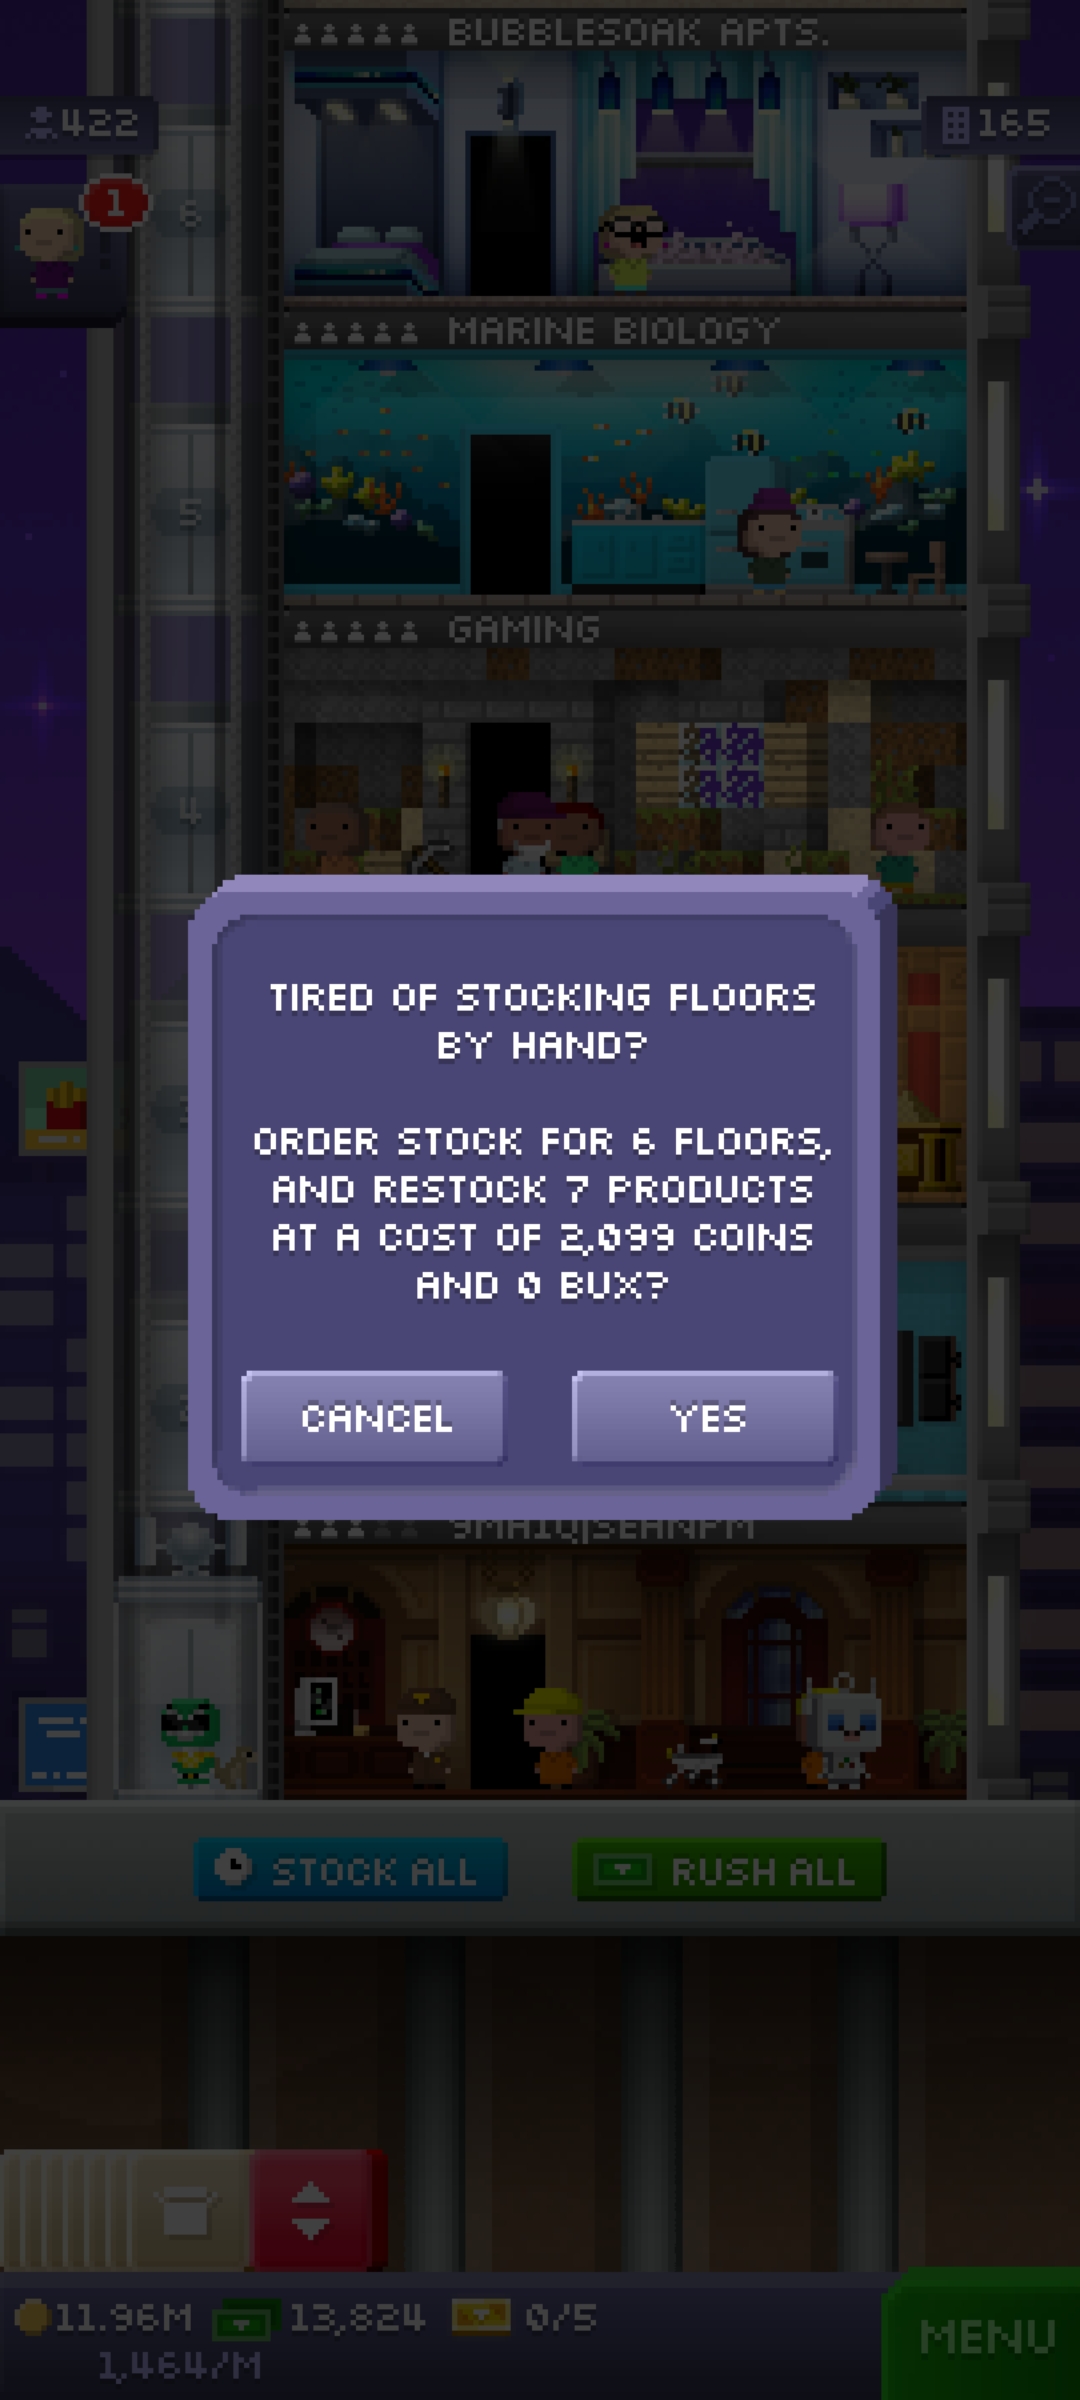 BUBBLESOAK APTS.
422
165
1
6
MARINE BIOLOGY
5
GAMING
4
TIRED OF STOCKING FLOORS
BY HAND?
ORDER STOCK FOR 6 FLOORS,
AND RESTOCK 7 PRODUCTS
AT A COST OF 2,099 COINS
AND 0 BUX?
CANCEL
YES
STOCK ALL
RUSH ALL
11.96M
13,824
0/5
1,464/M
MENU